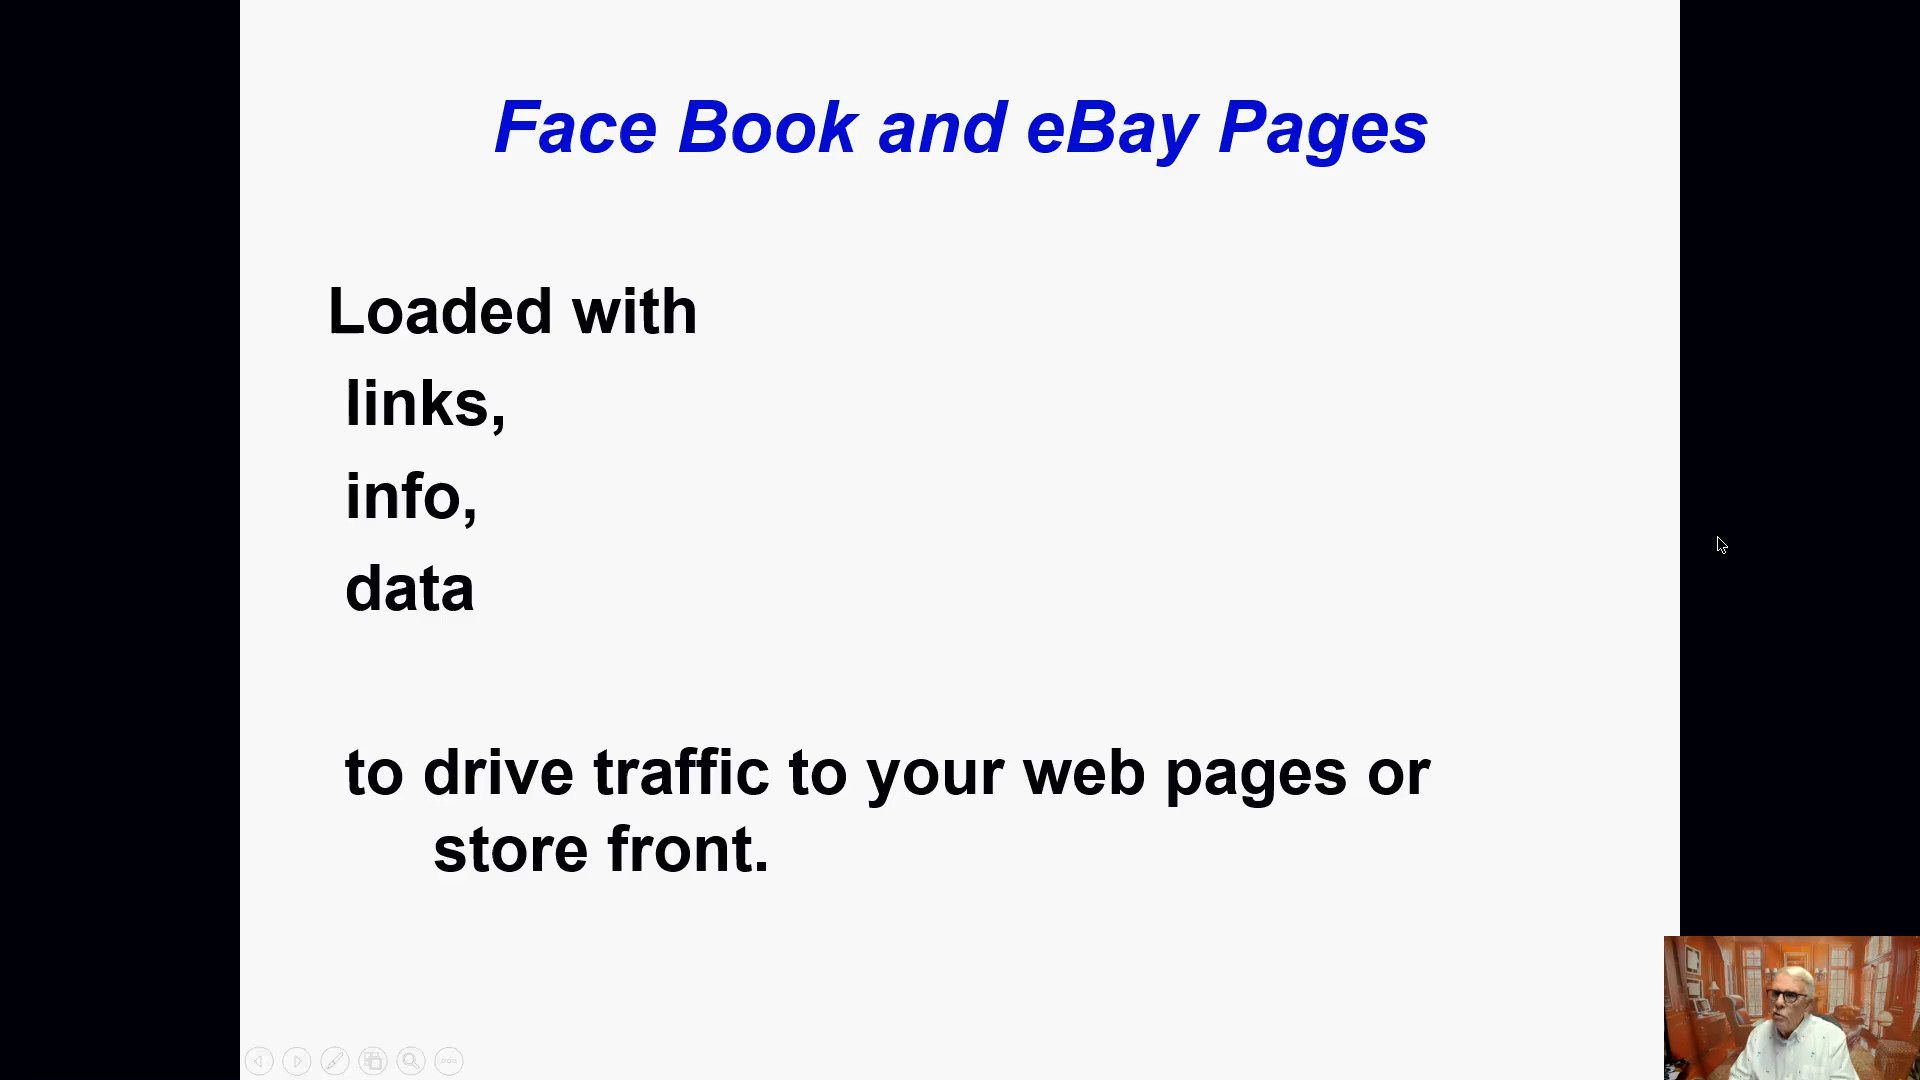 Face Book and eBay Pages
Loaded with
links,
info,
data
to drive traffic to your web pages or
store front.